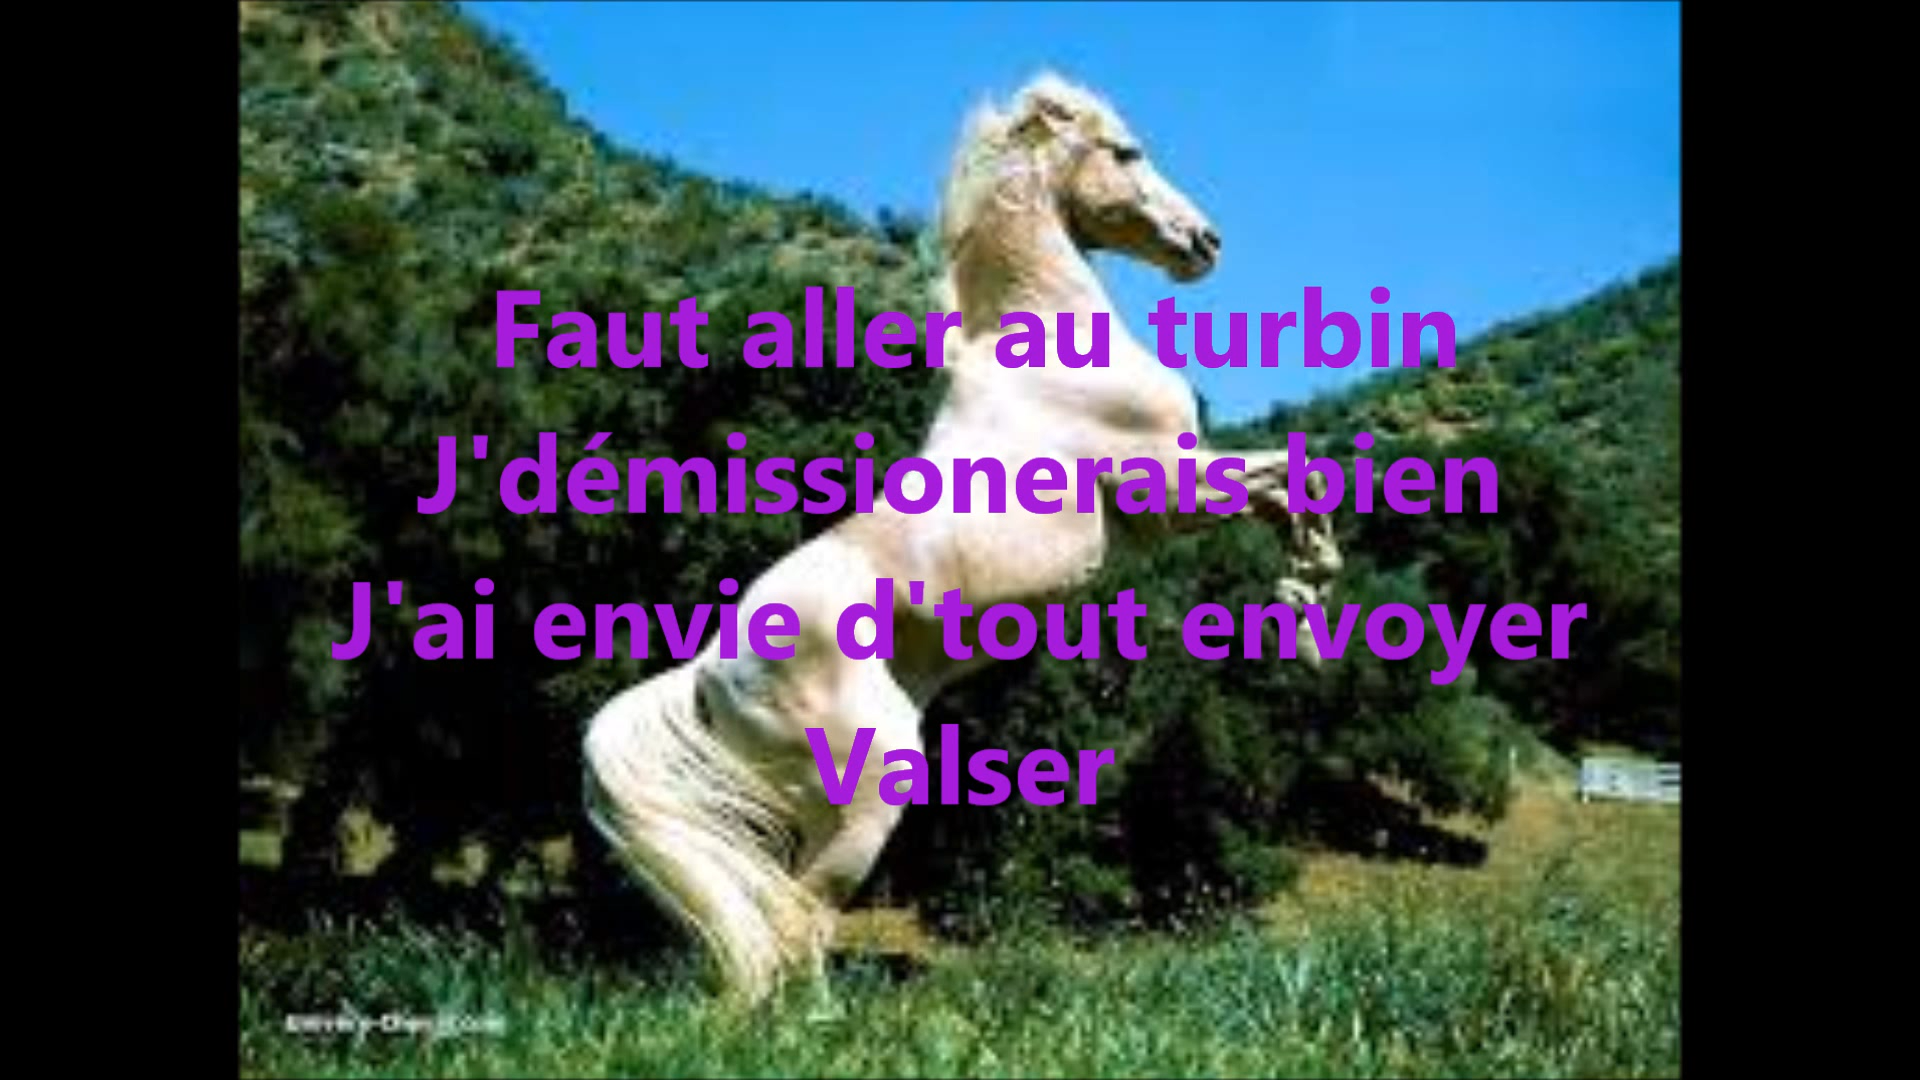 Faut aller au turbin
J'démissionerais bien
J'ai envie d'tout envoyer
Valser